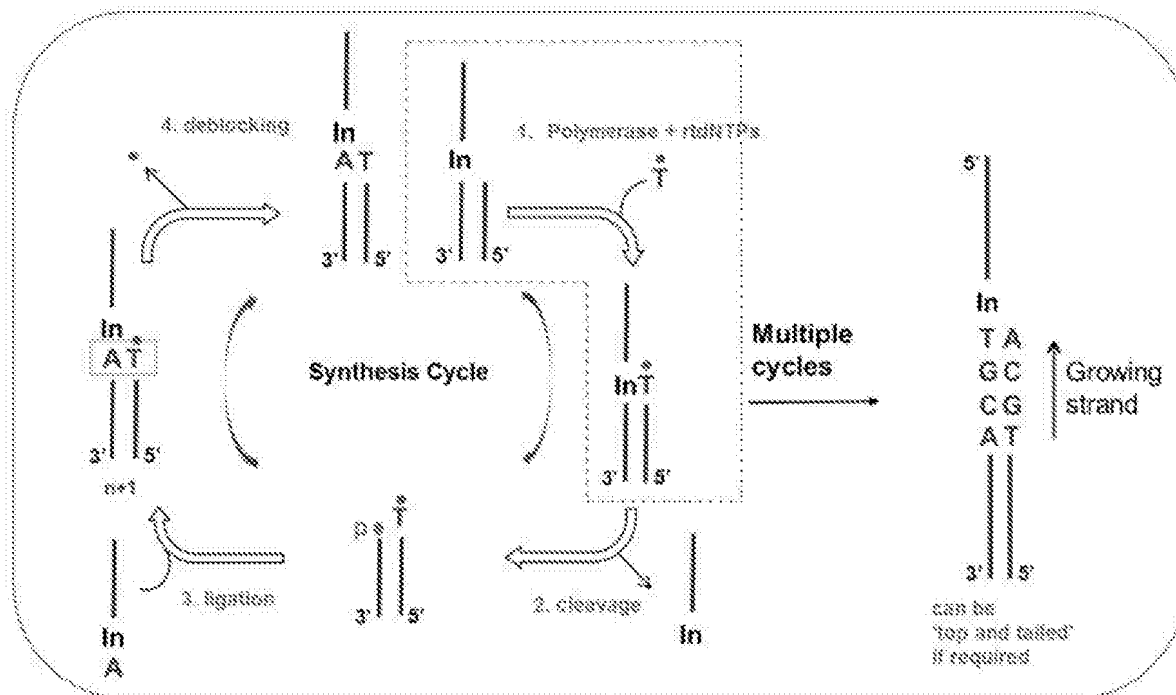 4. deblocking
In
A T
3' 5'
In
3' 5'
1. Polymerase + rtdNTPs
*
T
*
In
*
A T
3' 5'
n+1
Synthesis Cycle
In
*
T
3' 5'
Multiple
cycles
5'
In
T A
G C
C G
A T
3' 5'
Growing
strand
can be
'top and tailed'
if required
In
A
3. ligation
p
*
T
3' 5'
2. cleavage
In